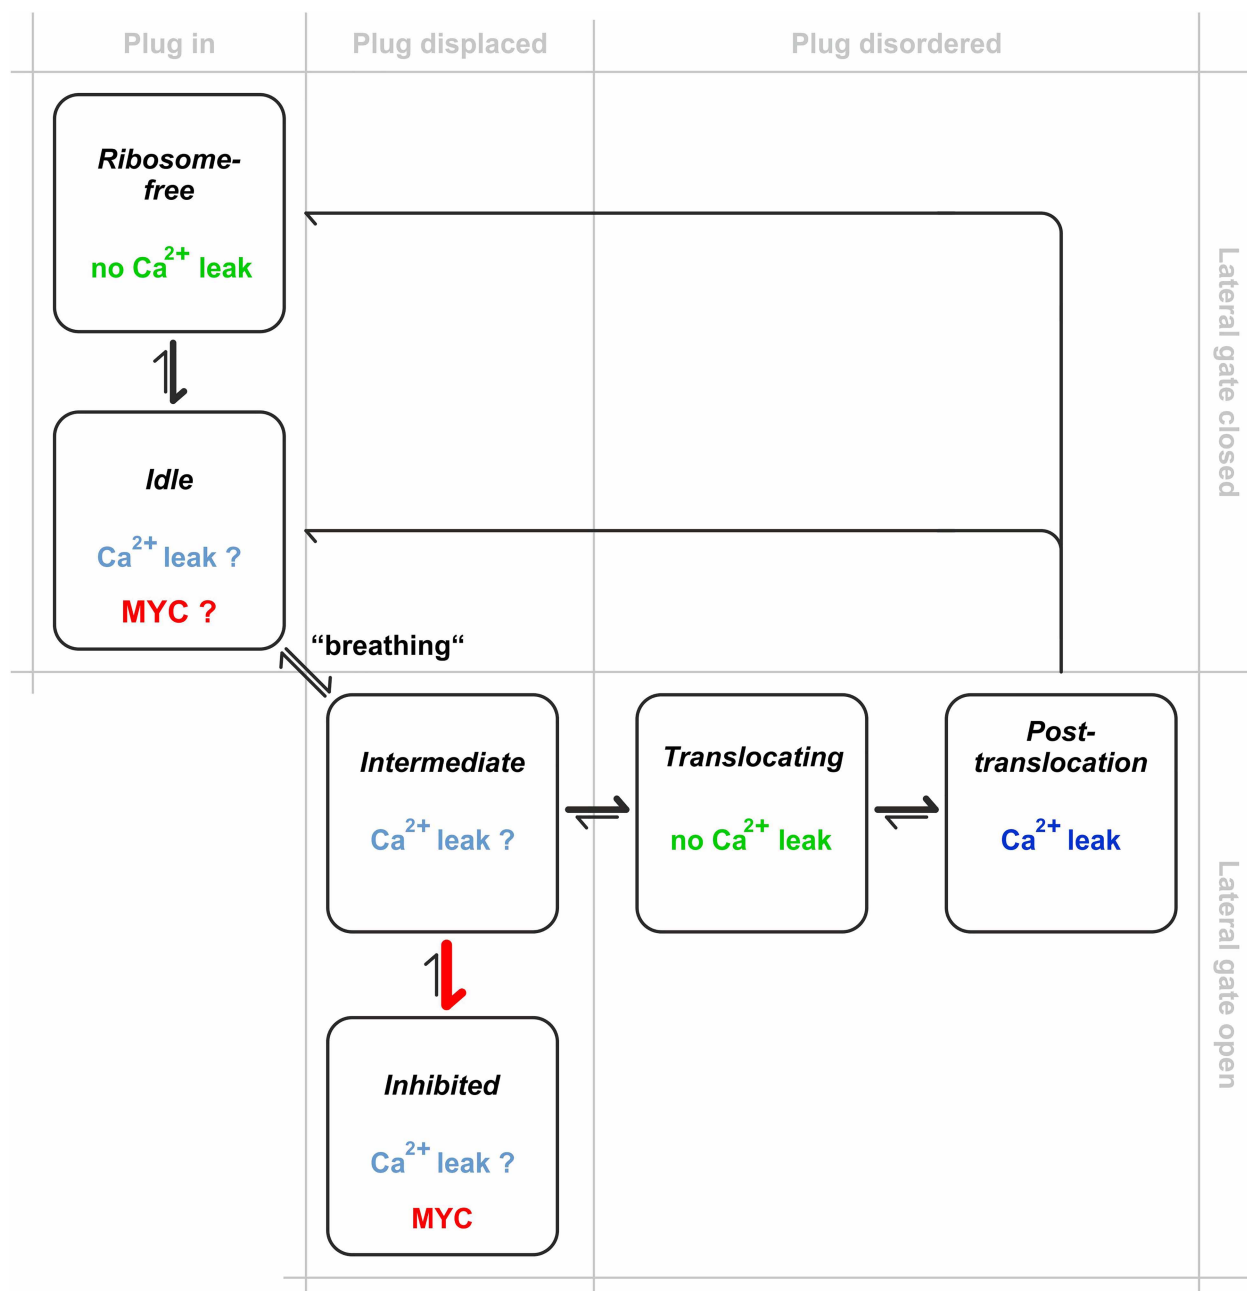 Plug in
Plug displaced
Plug disordered
Ribosome-
free
no Ca²⁺ leak
Lateral gate closed
Idle
Ca²⁺ leak ?
MYC ?
“breathing“
Intermediate
Ca²⁺ leak ?
Translocating
no Ca²⁺ leak
Post-
translocation
Ca²⁺ leak
Lateral gate open
Inhibited
Ca²⁺ leak ?
MYC